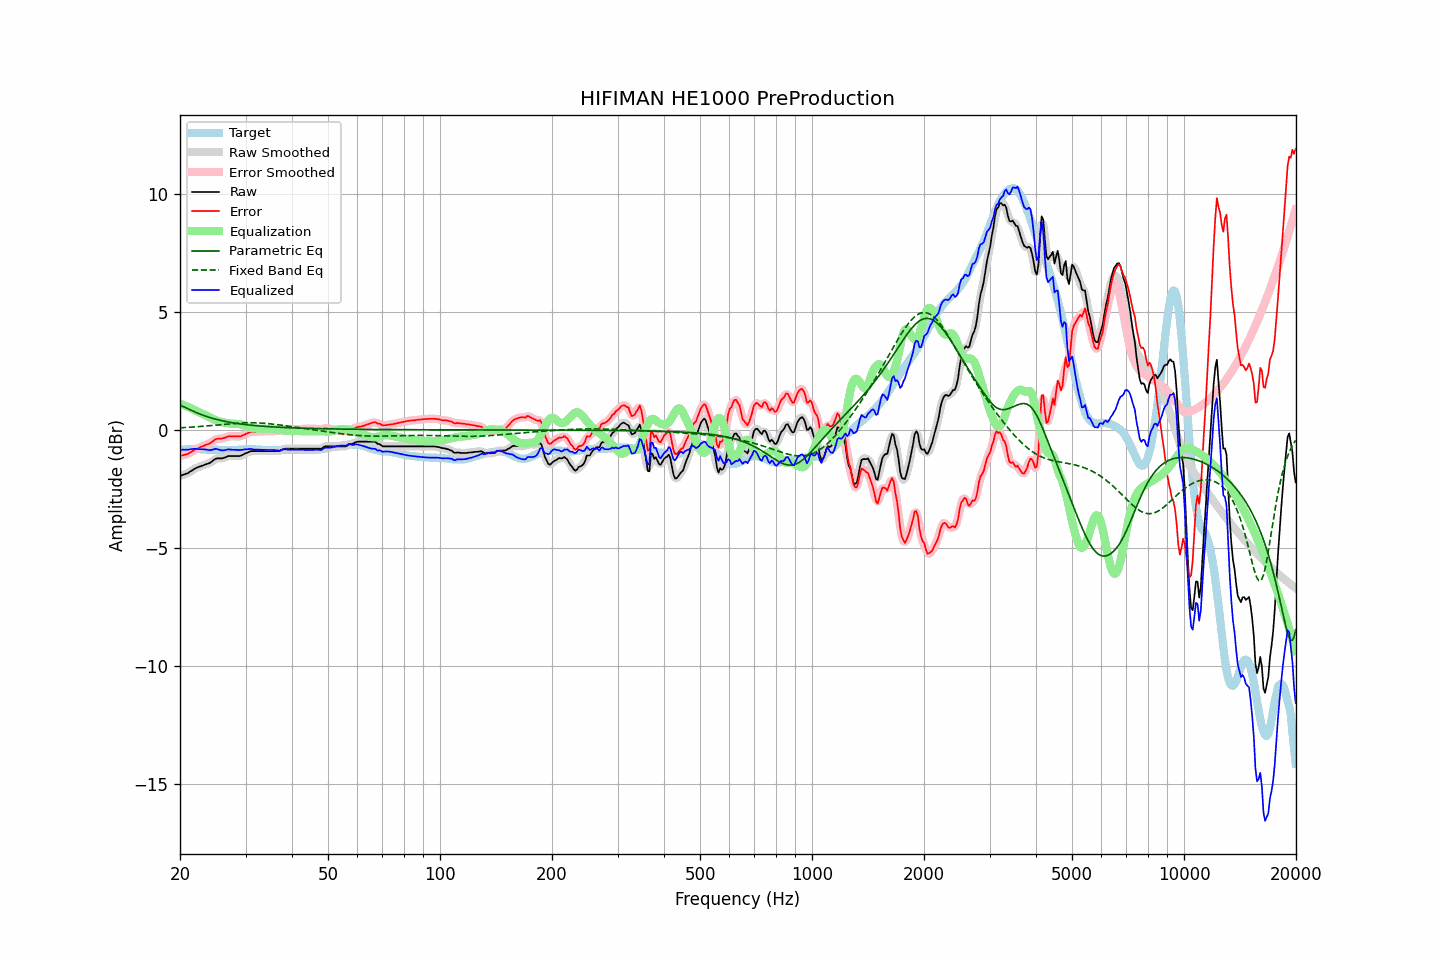 HIFIMAN HE1000 PreProduction
Target
Raw Smoothed
Error Smoothed
Raw
Error
Equalization
Parametric Eq
Fixed Band Eq
Equalized
10
5
0
−5
−10
−15
Amplitude (dBr)
20 50 100 200 500 1000 2000 5000 10000 20000
Frequency (Hz)